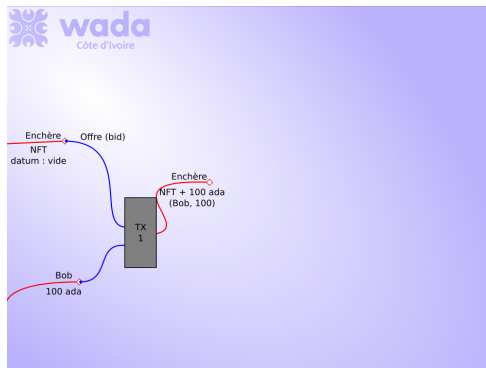 wada
Côte d'Ivoire
Enchère
Offre (bid)
NFT
datum : vide
Enchère
NFT + 100 ada
(Bob, 100)
TX
1
Bob
100 ada